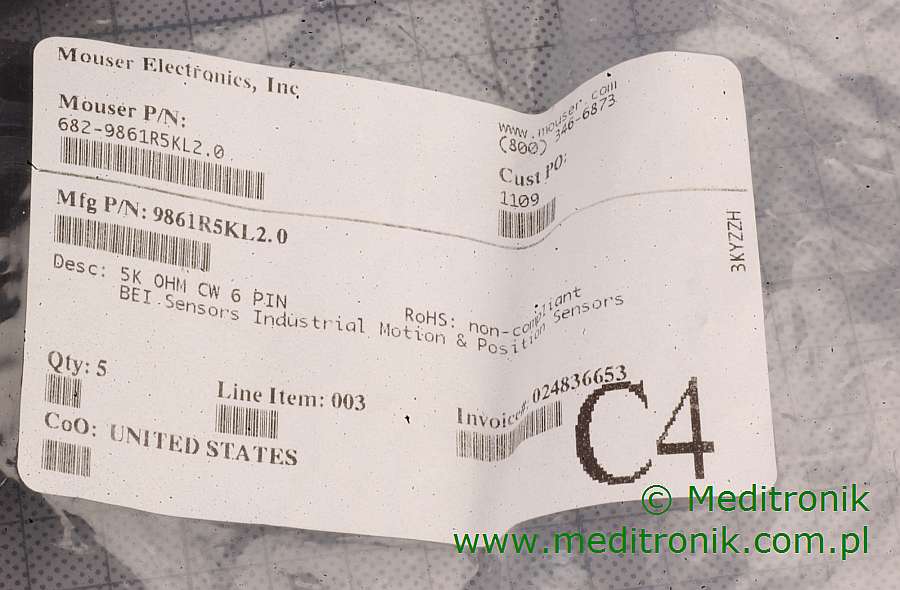 Mouser Electronics, Inc
www.mouser.com
(800) 346-6873
Mouser P/N:
682-9861R5KL2.0
Cust PO:
1109
Mfg P/N: 9861R5KL2.0
3KYZZH
Desc: 5K OHM CW 6 PIN
RoHS: non-compliant
BEI Sensors Industrial Motion & Position Sensors
Qty: 5
Line Item: 003
Invoice#: 024836653
C4
CoO: UNITED STATES
© Meditronik
www.meditronik.com.pl